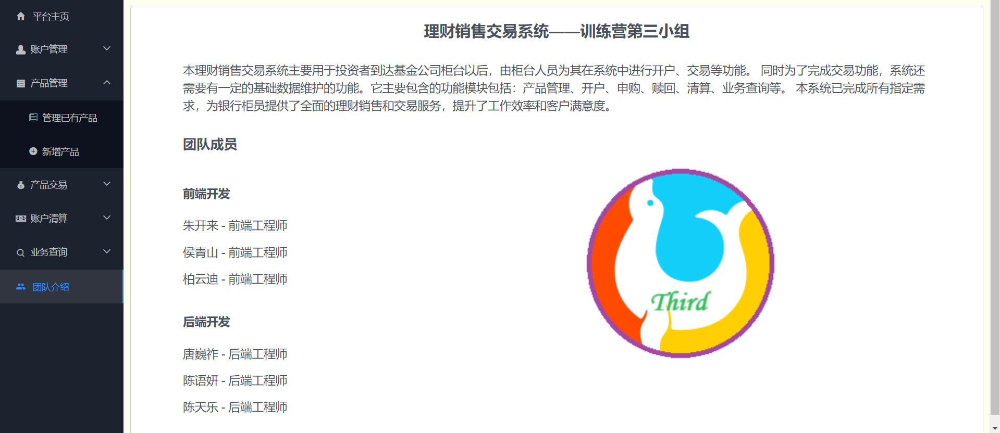 平台主页
账户管理
产品管理
管理已有产品
新增产品
产品交易
账户清算
业务查询
团队介绍
理财销售交易系统——训练营第三小组
本理财销售交易系统主要用于投资者到达基金公司柜台以后，由柜台人员为其在系统中进行开户、交易等功能。 同时为了完成交易功能，系统还
需要有一定的基础数据维护的功能。它主要包含的功能模块包括：产品管理、开户、申购、赎回、清算、业务查询等。 本系统已完成所有指定需
求，为银行柜员提供了全面的理财销售和交易服务，提升了工作效率和客户满意度。
团队成员
前端开发
朱开来 - 前端工程师
侯青山 - 前端工程师
柏云迪 - 前端工程师
后端开发
唐巍祚 - 后端工程师
陈语妍 - 后端工程师
陈天乐 - 后端工程师
Third